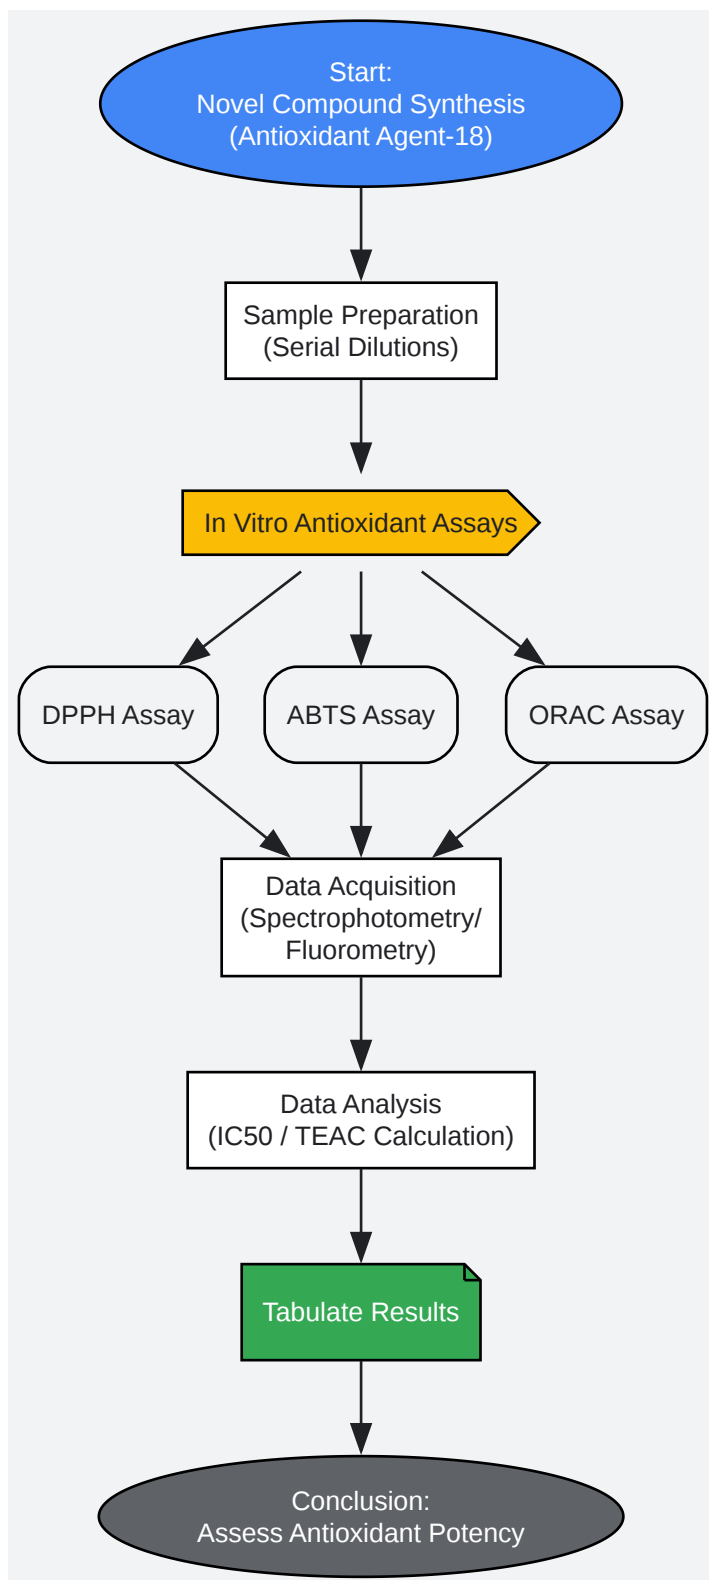 Start:
Novel Compound Synthesis
(Antioxidant Agent-18)
Sample Preparation
(Serial Dilutions)
In Vitro Antioxidant Assays
DPPH Assay
ABTS Assay
ORAC Assay
Data Acquisition
(Spectrophotometry/
Fluorometry)
Data Analysis
(IC50 / TEAC Calculation)
Tabulate Results
Conclusion:
Assess Antioxidant Potency